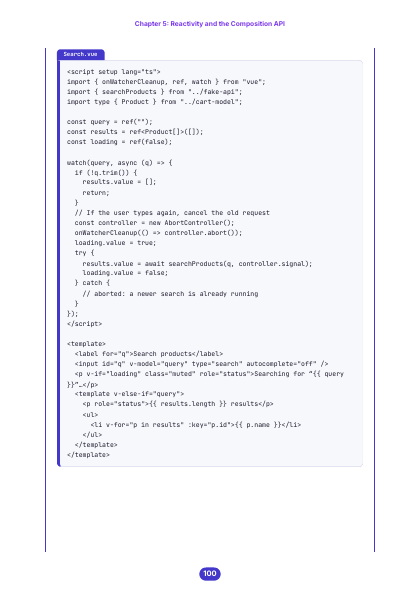 Chapter 5: Reactivity and the Composition API
Search.vue
<script setup lang="ts">
import { onWatcherCleanup, ref, watch } from "vue";
import { searchProducts } from "../fake-api";
import type { Product } from "../cart-model";

const query = ref("");
const results = ref<Product[]>([]);
const loading = ref(false);

watch(query, async (q) => {
  if (!q.trim()) {
    results.value = [];
    return;
  }
  // If the user types again, cancel the old request
  const controller = new AbortController();
  onWatcherCleanup(() => controller.abort());
  loading.value = true;
  try {
    results.value = await searchProducts(q, controller.signal);
    loading.value = false;
  } catch {
    // aborted: a newer search is already running
  }
});
</script>

<template>
  <label for="q">Search products</label>
  <input id="q" v-model="query" type="search" autocomplete="off" />
  <p v-if="loading" class="muted" role="status">Searching for “{{ query
}}”…</p>
  <template v-else-if="query">
    <p role="status">{{ results.length }} results</p>
    <ul>
      <li v-for="p in results" :key="p.id">{{ p.name }}</li>
    </ul>
  </template>
</template>
100